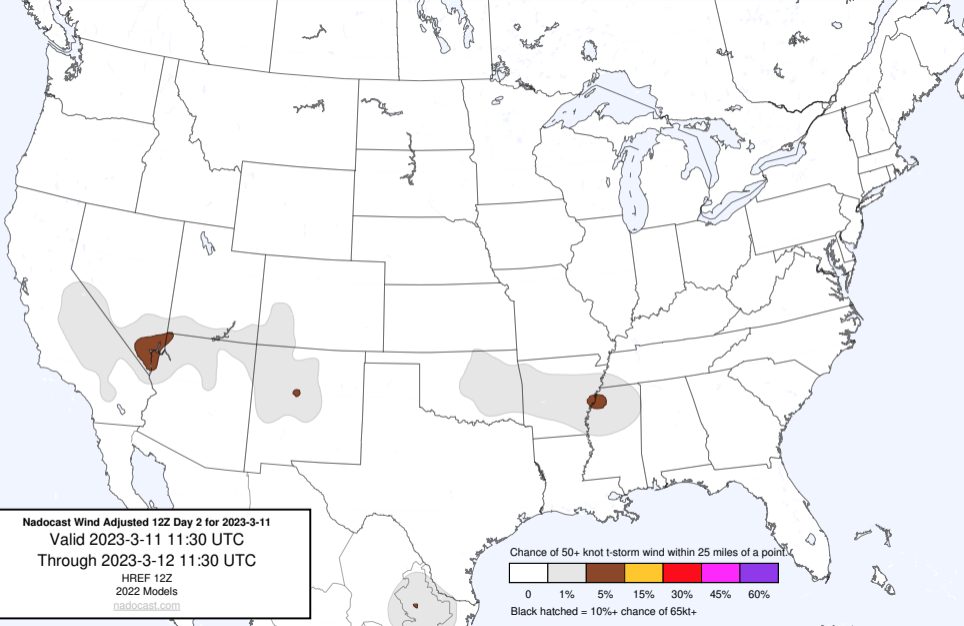 Nadocast Wind Adjusted 12Z Day 2 for 2023-3-11
Valid 2023-3-11 11:30 UTC
Through 2023-3-12 11:30 UTC
HREF 12Z
2022 Models
nadocast.com
Chance of 50+ knot t-storm wind within 25 miles of a point.
0 1% 5% 15% 30% 45% 60%
Black hatched = 10%+ chance of 65kt+